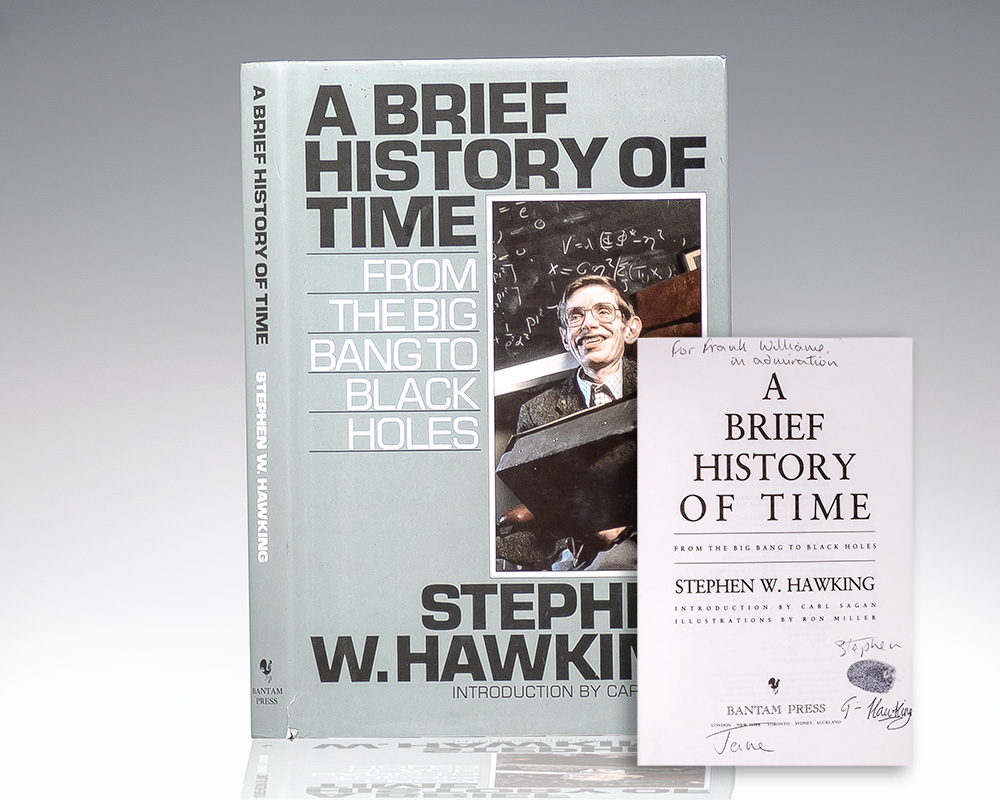 A BRIEF HISTORY OF TIME
STEPHEN W. HAWKING
BANTAM
PRESS
A BRIEF
HISTORY OF
TIME
FROM
THE BIG
BANG TO
BLACK
HOLES
STEPHE
W. HAWKIN
INTRODUCTION BY CAR
For Frank Williams,
in admiration
A
BRIEF
HISTORY
OF TIME
FROM THE BIG BANG TO BLACK HOLES
STEPHEN W. HAWKING
INTRODUCTION BY CARL SAGAN
ILLUSTRATIONS BY RON MILLER
Stephen
Hawking
BANTAM PRESS
LONDON · NEW YORK · TORONTO · SYDNEY · AUCKLAND